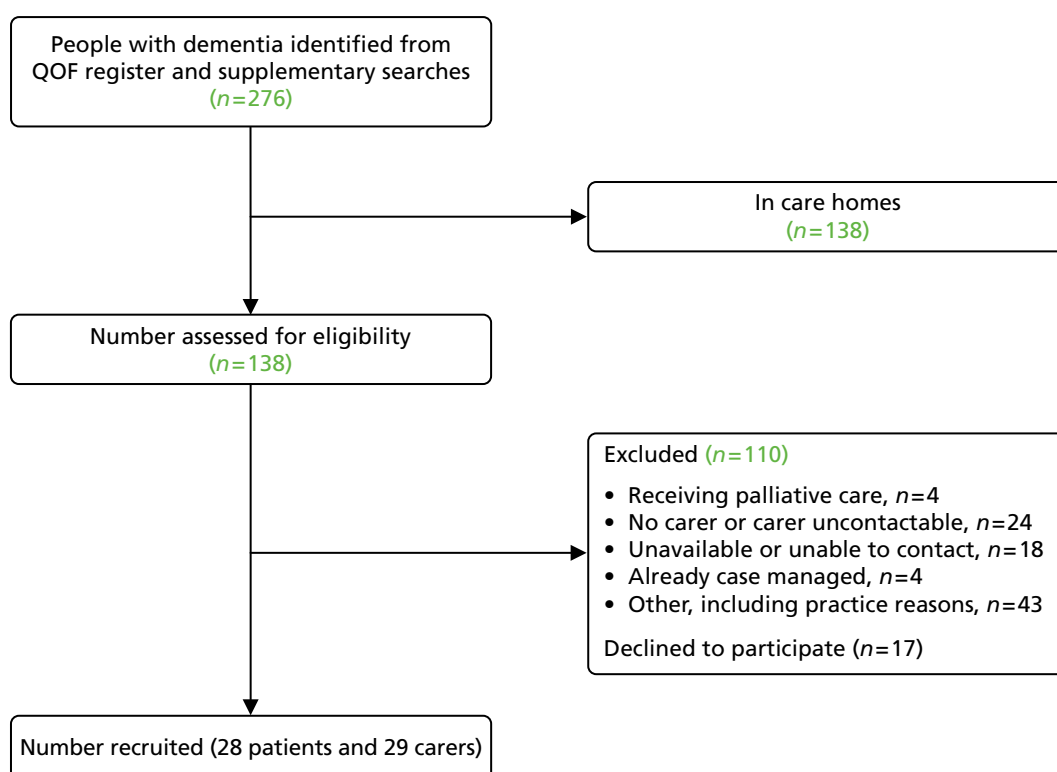 People with dementia identified from
QOF register and supplementary searches
(n=276)
In care homes
(n=138)
Number assessed for eligibility
(n=138)
Excluded (n=110)
• Receiving palliative care, n=4
• No carer or carer uncontactable, n=24
• Unavailable or unable to contact, n=18
• Already case managed, n=4
• Other, including practice reasons, n=43
Declined to participate (n=17)
Number recruited (28 patients and 29 carers)